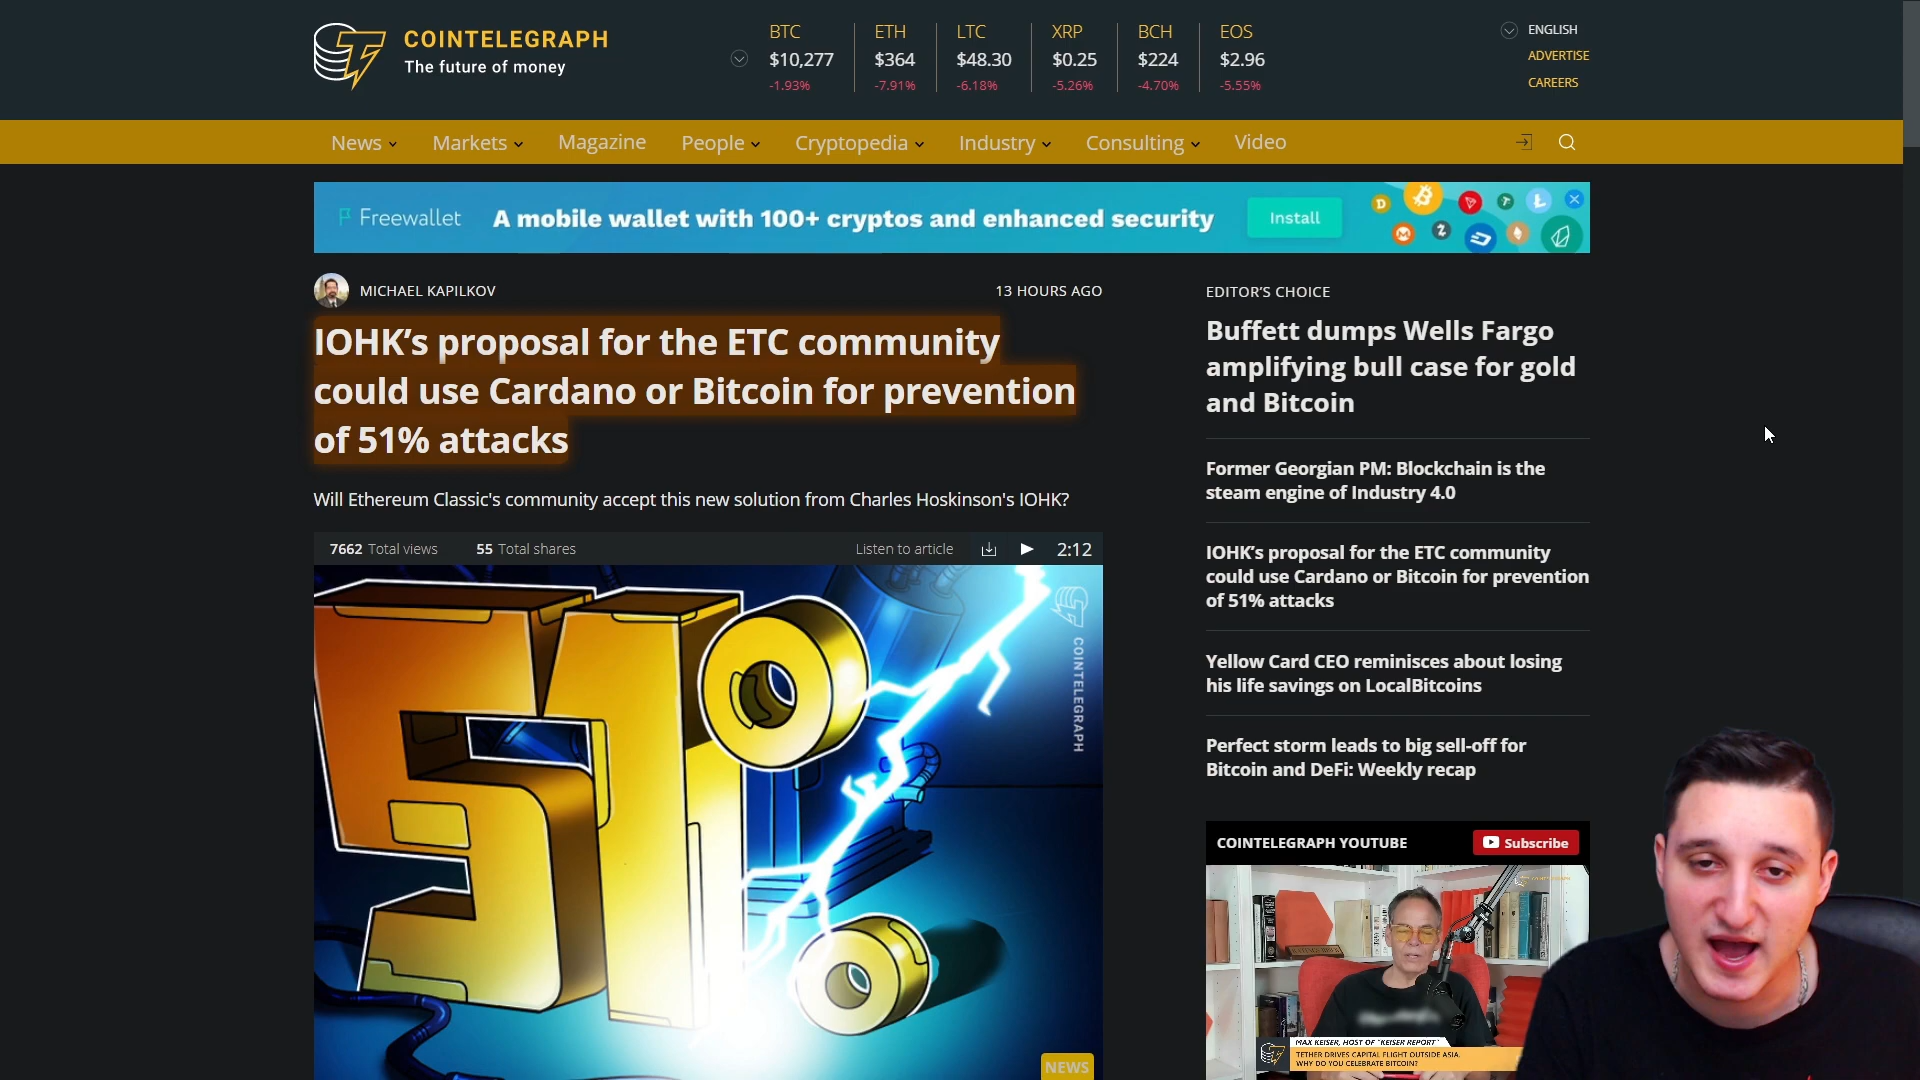 COINTELEGRAPH
The future of money
BTC ETH LTC XRP BCH EOS
$10,277 $364 $48.30 $0.25 $224 $2.96
-1.93% -7.91% -6.18% -5.26% -4.70% -5.55%
ENGLISH
ADVERTISE
CAREERS
News Markets Magazine People Cryptopedia Industry Consulting Video
Freewallet A mobile wallet with 100+ cryptos and enhanced security Install
MICHAEL KAPILKOV 13 HOURS AGO
IOHK’s proposal for the ETC community
could use Cardano or Bitcoin for prevention
of 51% attacks
Will Ethereum Classic's community accept this new solution from Charles Hoskinson's IOHK?
7662 Total views 55 Total shares Listen to article 2:12
51%
COINTELEGRAPH
NEWS
EDITOR’S CHOICE
Buffett dumps Wells Fargo
amplifying bull case for gold
and Bitcoin
Former Georgian PM: Blockchain is the
steam engine of Industry 4.0
IOHK’s proposal for the ETC community
could use Cardano or Bitcoin for prevention
of 51% attacks
Yellow Card CEO reminisces about losing
his life savings on LocalBitcoins
Perfect storm leads to big sell-off for
Bitcoin and DeFi: Weekly recap
COINTELEGRAPH YOUTUBE Subscribe
MAX KEISER, HOST OF "KEISER REPORT"
TETHER DRIVES CAPITAL FLIGHT OUTSIDE ASIA.
WHY DO YOU CELEBRATE BITCOIN?